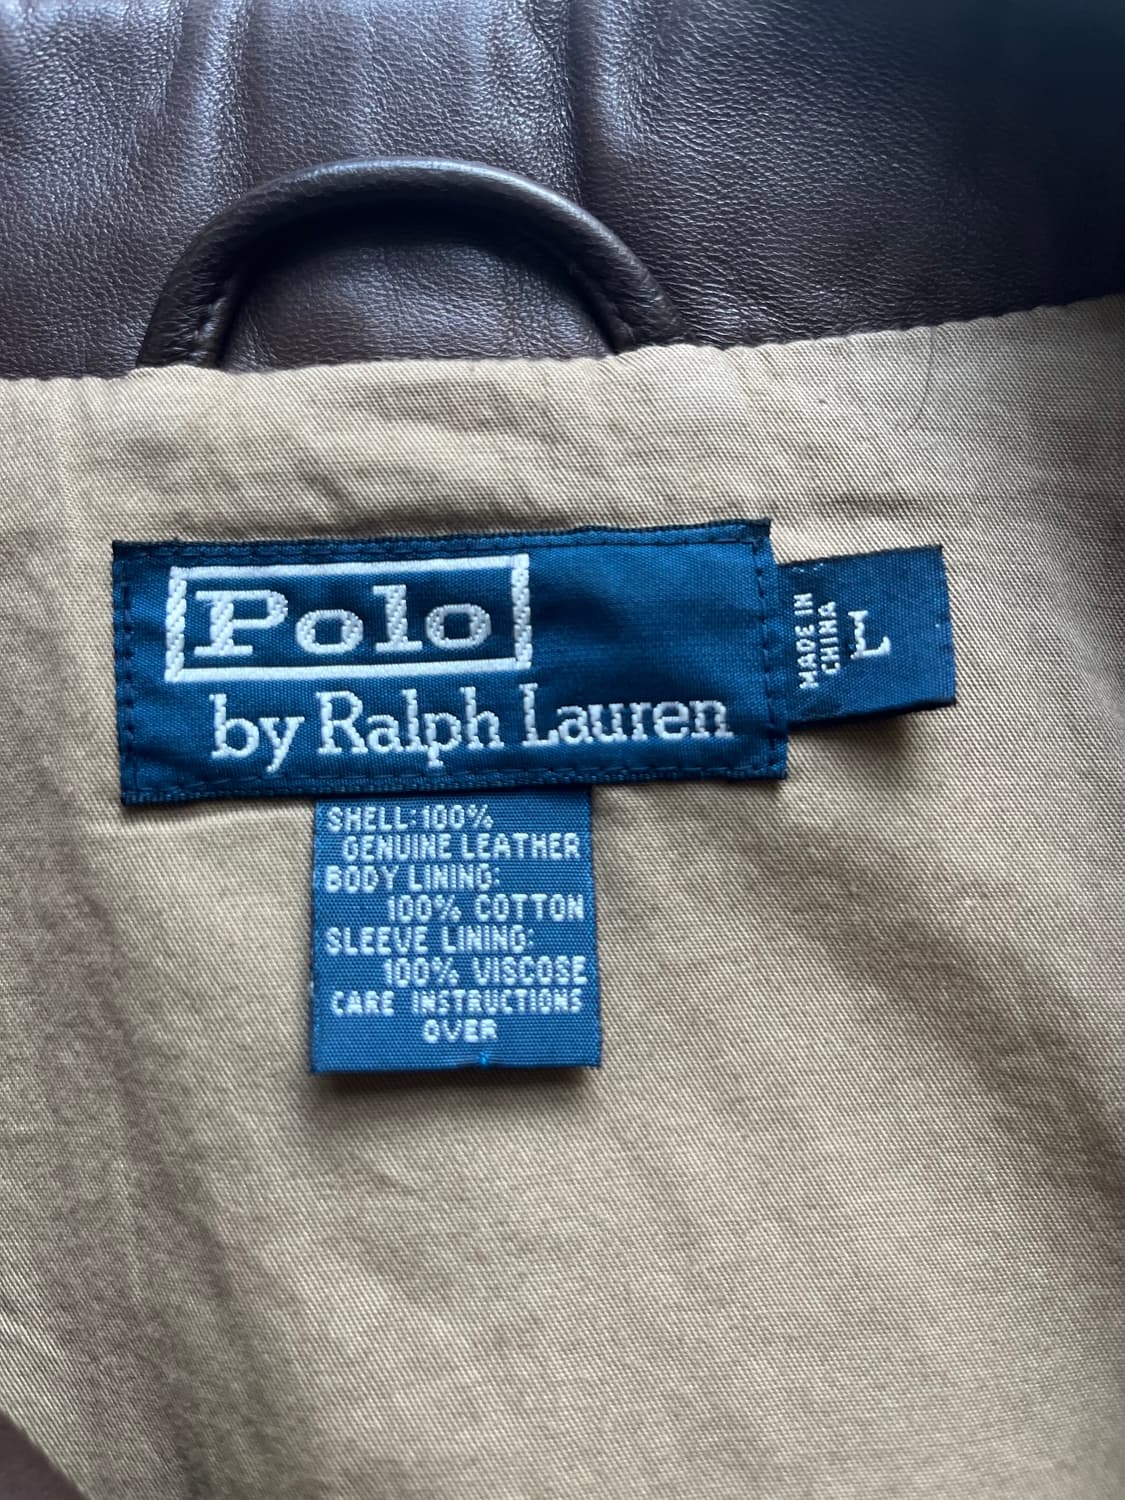 Polo
by Ralph Lauren
MADE IN
CHINA
L
SHELL:100%
GENUINE LEATHER
BODY LINING:
100% COTTON
SLEEVE LINING:
100% VISCOSE
CARE INSTRUCTIONS
OVER